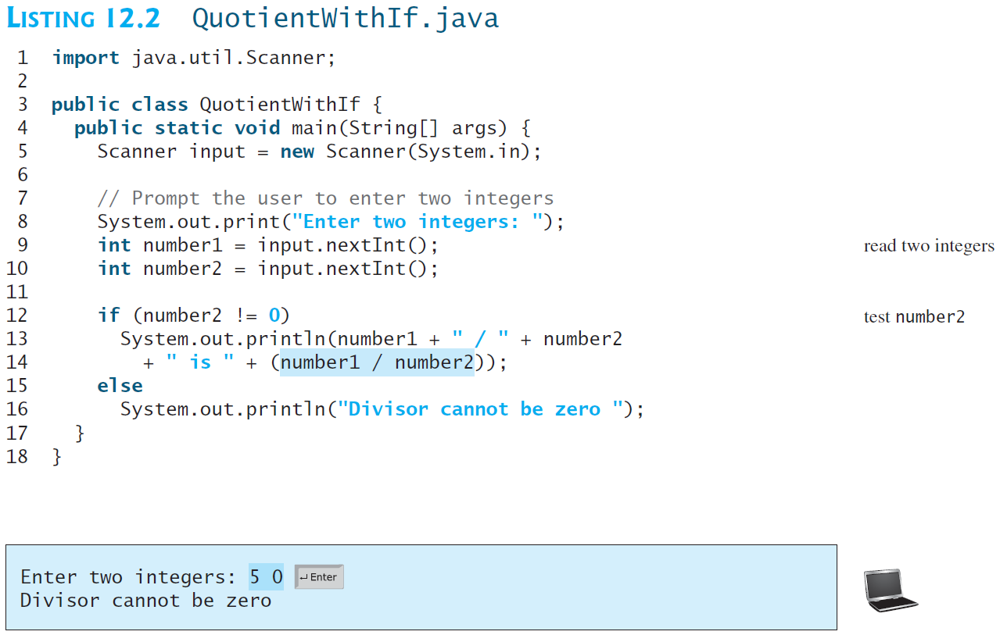 LISTING 12.2 QuotientWithIf.java
1 import java.util.Scanner;
2
3 public class QuotientWithIf {
4 public static void main(String[] args) {
5 Scanner input = new Scanner(System.in);
6
7 // Prompt the user to enter two integers
8 System.out.print("Enter two integers: ");
9 int number1 = input.nextInt(); read two integers
10 int number2 = input.nextInt();
11
12 if (number2 != 0) test number2
13 System.out.println(number1 + " / " + number2
14 + " is " + (number1 / number2));
15 else
16 System.out.println("Divisor cannot be zero ");
17 }
18 }
Enter two integers: 5 0 ↵ Enter
Divisor cannot be zero